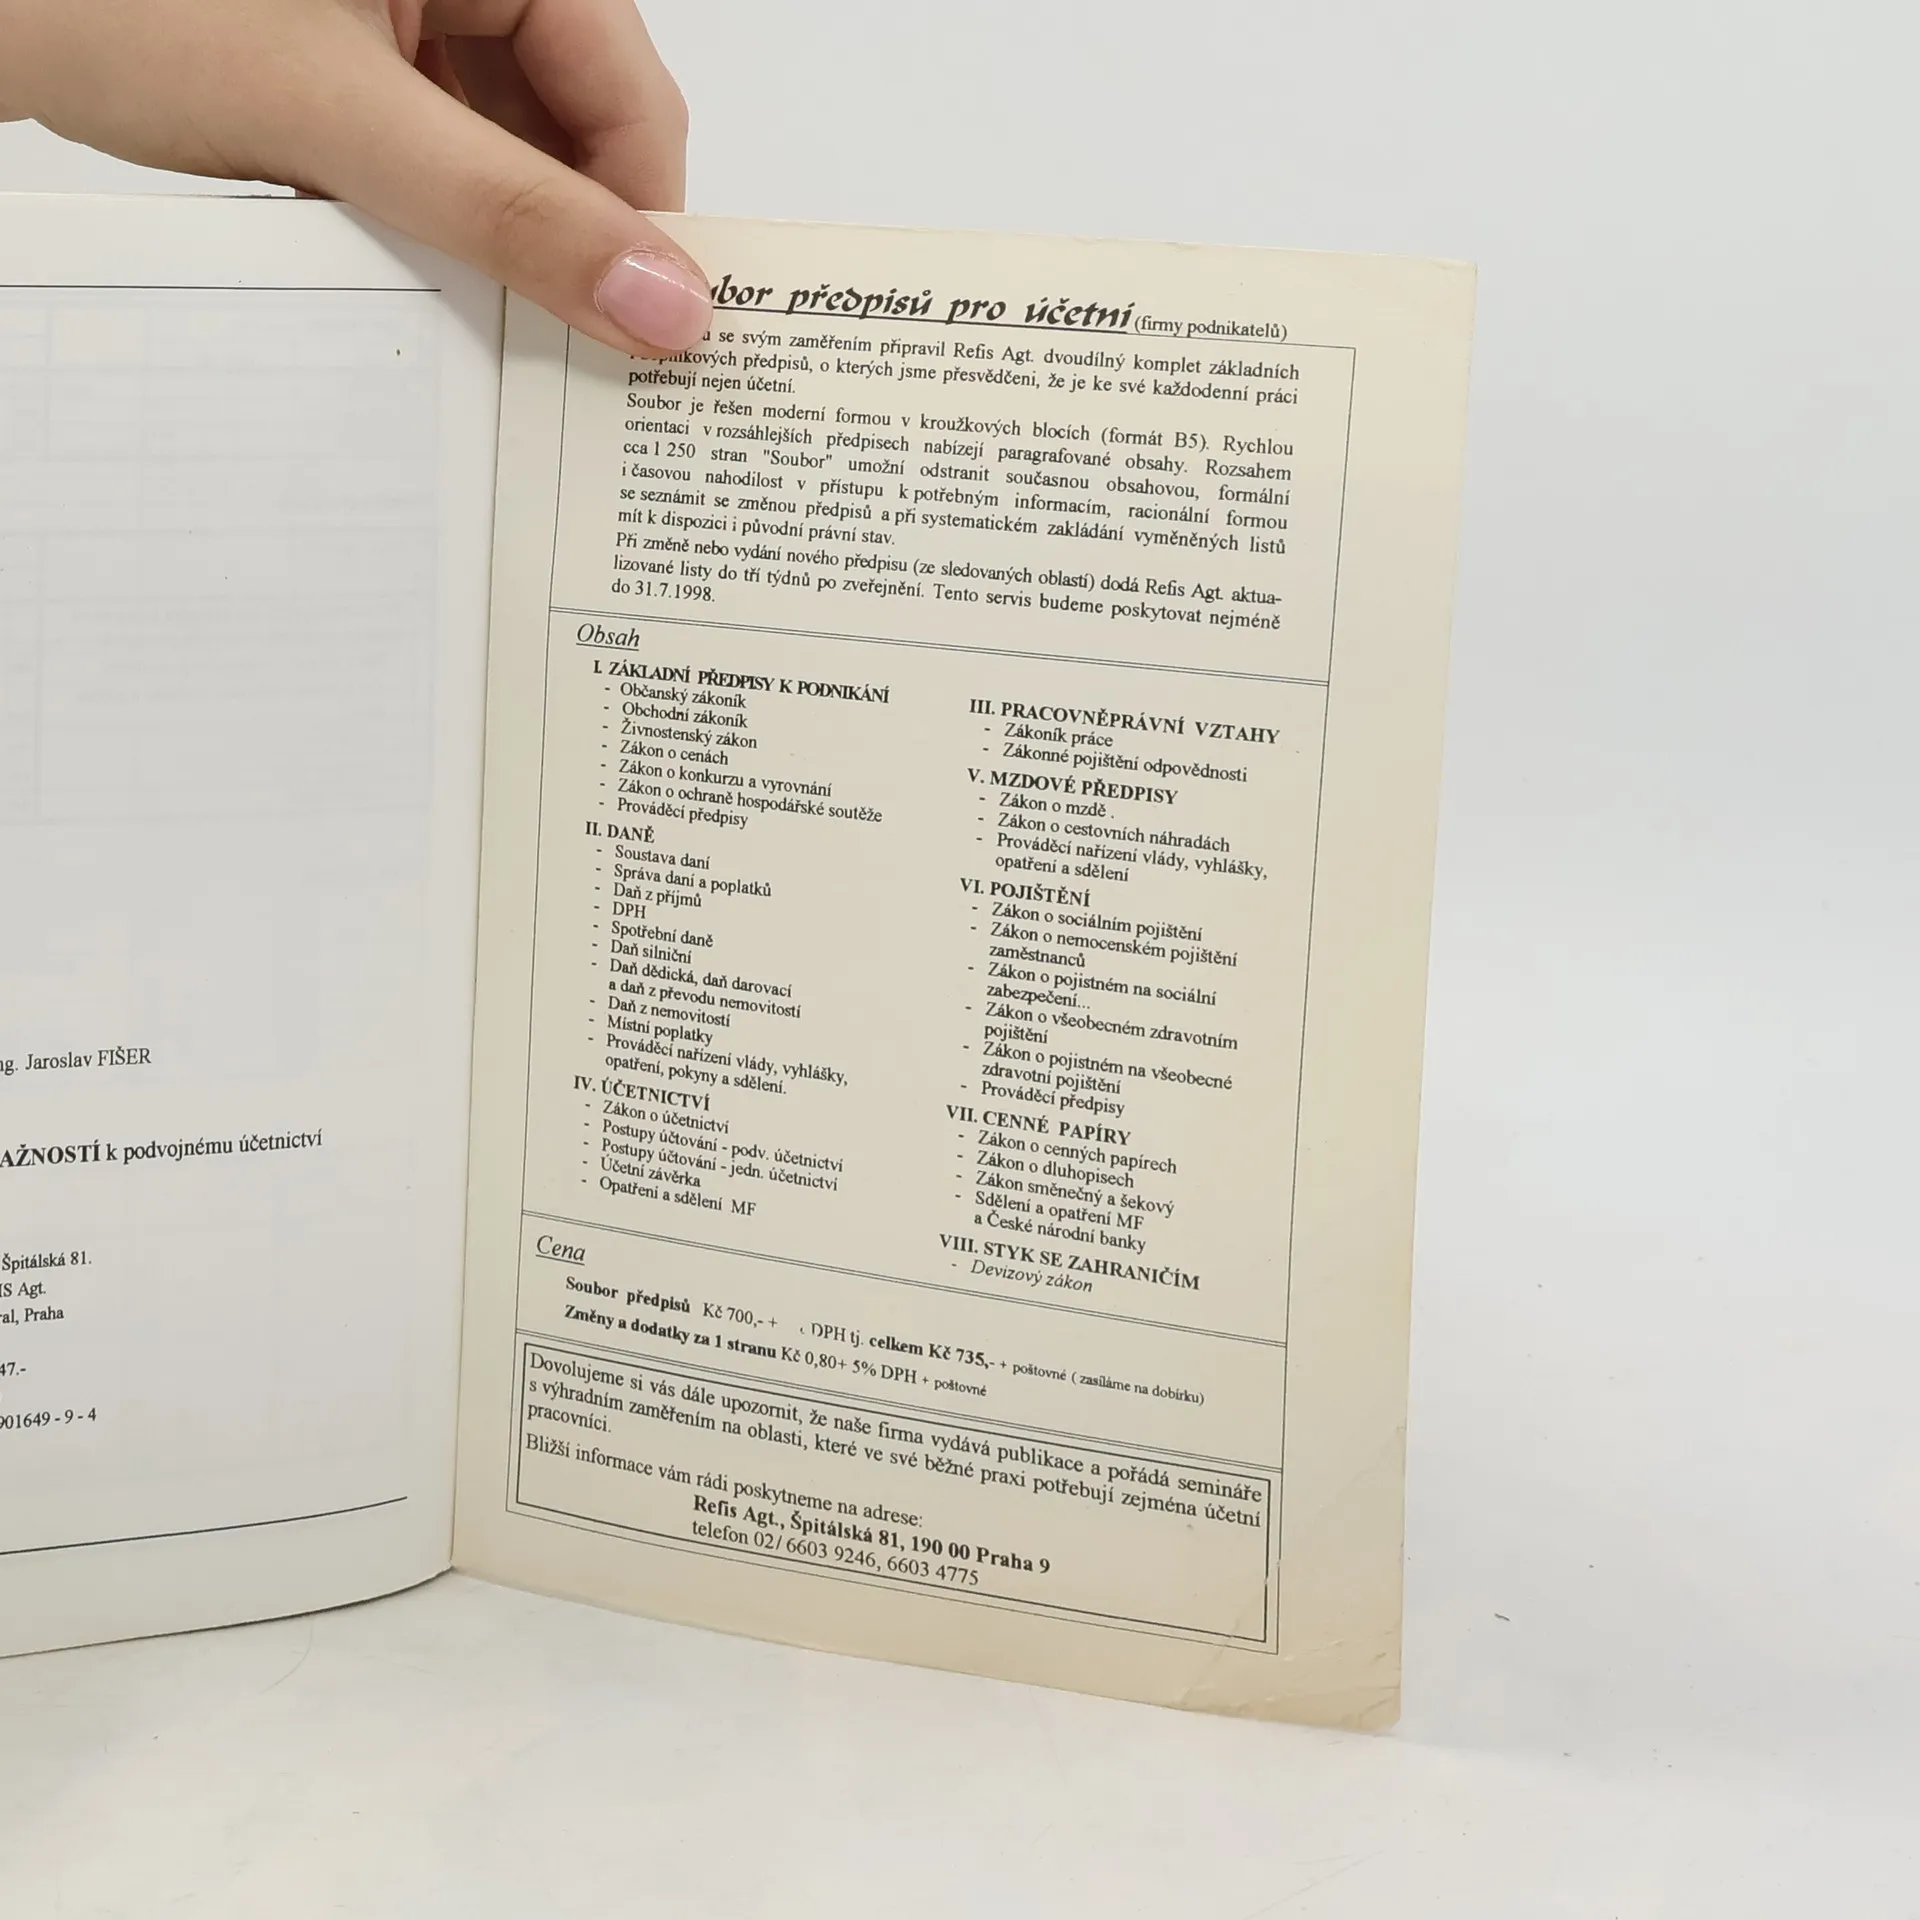 ng. Jaroslav FIŠER
AŽNOSTÍ k podvojnému účetnictví
Špitálská 81.
IS Agt.
ral, Praha
47.-
901649 - 9 - 4
bor předpisů pro účetní (firmy podnikatelů)
se svým zaměřením připravil Refis Agt. dvoudílný komplet základních
předpisů, o kterých jsme přesvědčeni, že je ke své každodenní práci
potřebují nejen účetní.
Soubor je řešen moderní formou v kroužkových blocích (formát B5). Rychlou
orientaci v rozsáhlejších předpisech nabízejí paragrafované obsahy. Rozsahem
cca 1 250 stran "Soubor" umožní odstranit současnou obsahovou, formální
i časovou nahodilost v přístupu k potřebným informacím, racionální formou
se seznámit se změnou předpisů a při systematickém zakládání vyměněných listů
mít k dispozici i původní právní stav.
Při změně nebo vydání nového předpisu (ze sledovaných oblastí) dodá Refis Agt. aktua-
lizované listy do tří týdnů po zveřejnění. Tento servis budeme poskytovat nejméně
do 31.7.1998.
Obsah
I. ZÁKLADNÍ PŘEDPISY K PODNIKÁNÍ
- Občanský zákoník
- Obchodní zákoník
- Živnostenský zákon
- Zákon o cenách
- Zákon o konkurzu a vyrovnání
- Zákon o ochraně hospodářské soutěže
- Prováděcí předpisy
II. DANĚ
- Soustava daní
- Správa daní a poplatků
- Daň z příjmů
- DPH
- Spotřební daně
- Daň silniční
- Daň dědická, daň darovací
a daň z převodu nemovitostí
- Daň z nemovitostí
- Místní poplatky
- Prováděcí nařízení vlády, vyhlášky,
opatření, pokyny a sdělení.
IV. ÚČETNICTVÍ
- Zákon o účetnictví
- Postupy účtování - podv. účetnictví
- Postupy účtování - jedn. účetnictví
- Účetní závěrka
- Opatření a sdělení MF
III. PRACOVNĚPRÁVNÍ VZTAHY
- Zákoník práce
- Zákonné pojištění odpovědnosti
V. MZDOVÉ PŘEDPISY
- Zákon o mzdě .
- Zákon o cestovních náhradách
- Prováděcí nařízení vlády, vyhlášky,
opatření a sdělení
VI. POJIŠTĚNÍ
- Zákon o sociálním pojištění
- Zákon o nemocenském pojištění
zaměstnanců
- Zákon o pojistném na sociální
zabezpečení...
- Zákon o všeobecném zdravotním
pojištění
- Zákon o pojistném na všeobecné
zdravotní pojištění
- Prováděcí předpisy
VII. CENNÉ PAPÍRY
- Zákon o cenných papírech
- Zákon o dluhopisech
- Zákon směnečný a šekový
- Sdělení a opatření MF
a České národní banky
VIII. STYK SE ZAHRANIČÍM
- Devizový zákon
Cena
Soubor předpisů Kč 700,- + DPH tj. celkem Kč 735,- + poštovné ( zasíláme na dobírku)
Změny a dodatky za 1 stranu Kč 0,80+ 5% DPH + poštovné
Dovolujeme si vás dále upozornit, že naše firma vydává publikace a pořádá semináře
s výhradním zaměřením na oblasti, které ve své běžné praxi potřebují zejména účetní
pracovníci.
Bližší informace vám rádi poskytneme na adrese:
Refis Agt., Špitálská 81, 190 00 Praha 9
telefon 02/ 6603 9246, 6603 4775